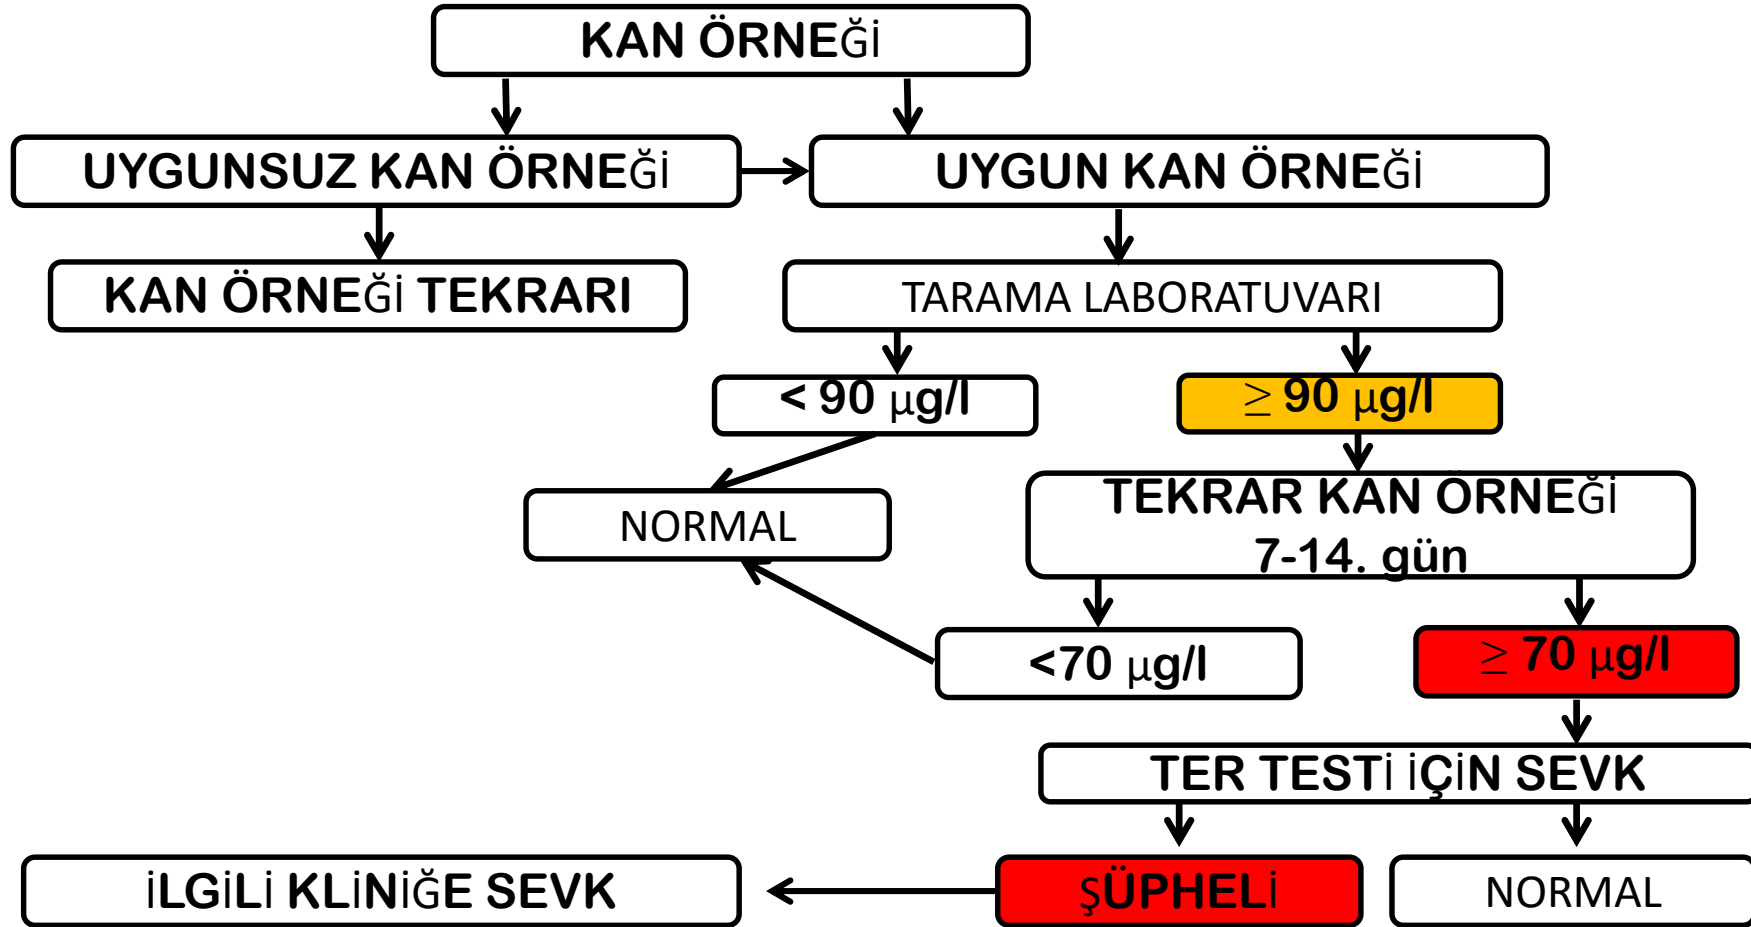 KAN ÖRNEĞİ
UYGUNSUZ KAN ÖRNEĞİ
UYGUN KAN ÖRNEĞİ
KAN ÖRNEĞİ TEKRARI
TARAMA LABORATUVARI
< 90 µg/l
≥ 90 µg/l
NORMAL
TEKRAR KAN ÖRNEĞİ
7-14. gün
<70 µg/l
≥ 70 µg/l
TER TESTİ İÇİN SEVK
İLGİLİ KLİNİĞE SEVK
ŞÜPHELİ
NORMAL